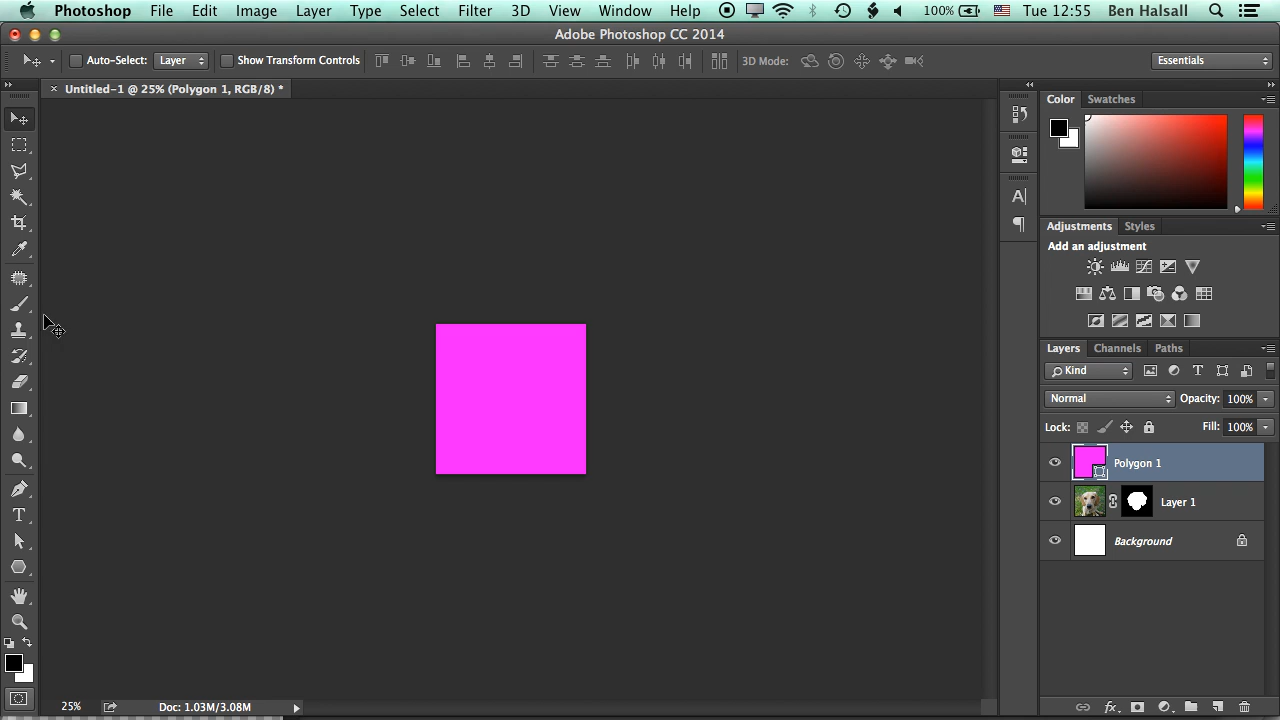 Photoshop File Edit Image Layer Type Select Filter 3D View Window Help 100% Tue 12:55 Ben Halsall
Adobe Photoshop CC 2014
Auto-Select: Layer Show Transform Controls 3D Mode: Essentials
Untitled-1 @ 25% (Polygon 1, RGB/8) *
Color Swatches
Adjustments Styles
Add an adjustment
Layers Channels Paths
Kind
Normal Opacity: 100%
Lock: Fill: 100%
Polygon 1
Layer 1
Background
25% Doc: 1.03M/3.08M